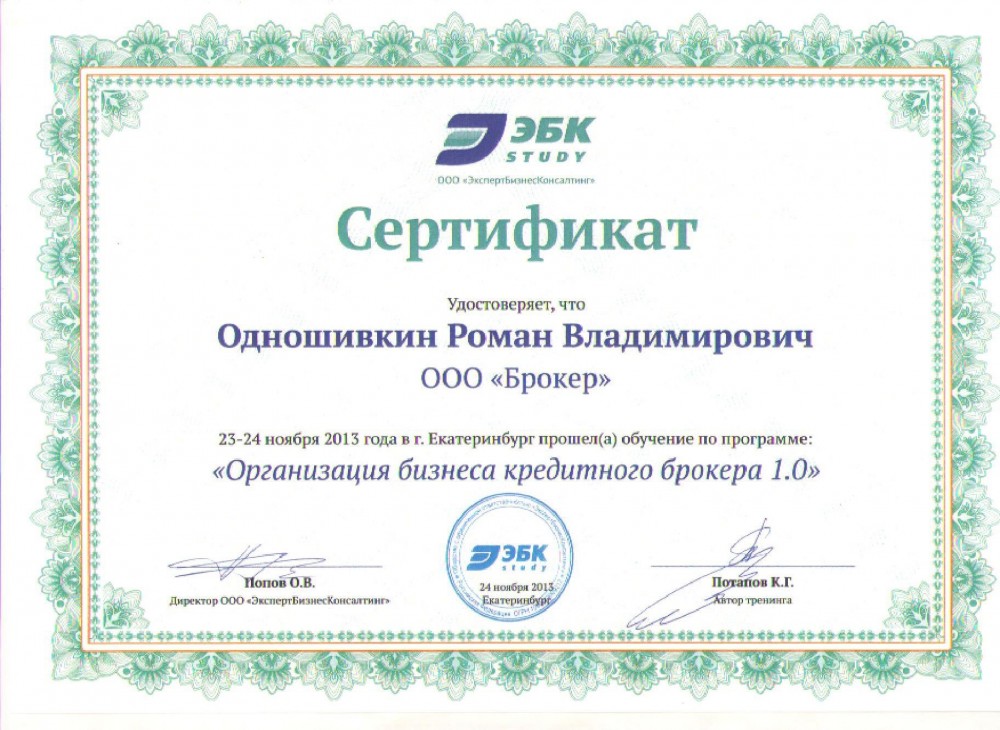 ЭБК
STUDY
ООО «ЭкспертБизнесКонсалтинг»
Сертификат
Удостоверяет, что
Одношивкин Роман Владимирович
ООО «Брокер»
23-24 ноября 2013 года в г. Екатеринбург прошел(а) обучение по программе:
«Организация бизнеса кредитного брокера 1.0»
ЭБК
study
Попов О.В.
Директор ООО «ЭкспертБизнесКонсалтинг»
24 ноября 2013
Екатеринбург
Потапов К.Г.
Автор тренинга